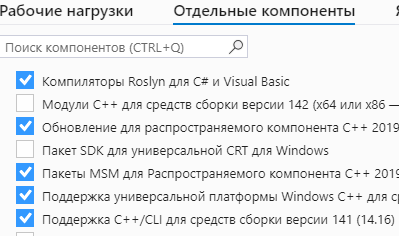 Рабочие нагрузки Отдельные компоненты
Поиск компонентов (CTRL+Q)
Компиляторы Roslyn для C# и Visual Basic
Модули C++ для средств сборки версии 142 (x64 или x86 —
Обновление для распространяемого компонента C++ 2019
Пакет SDK для универсальной CRT для Windows
Пакеты MSM для Распространяемого компонента C++ 2019
Поддержка универсальной платформы Windows C++ для
Поддержка C++/CLI для средств сборки версии 141 (14.16)